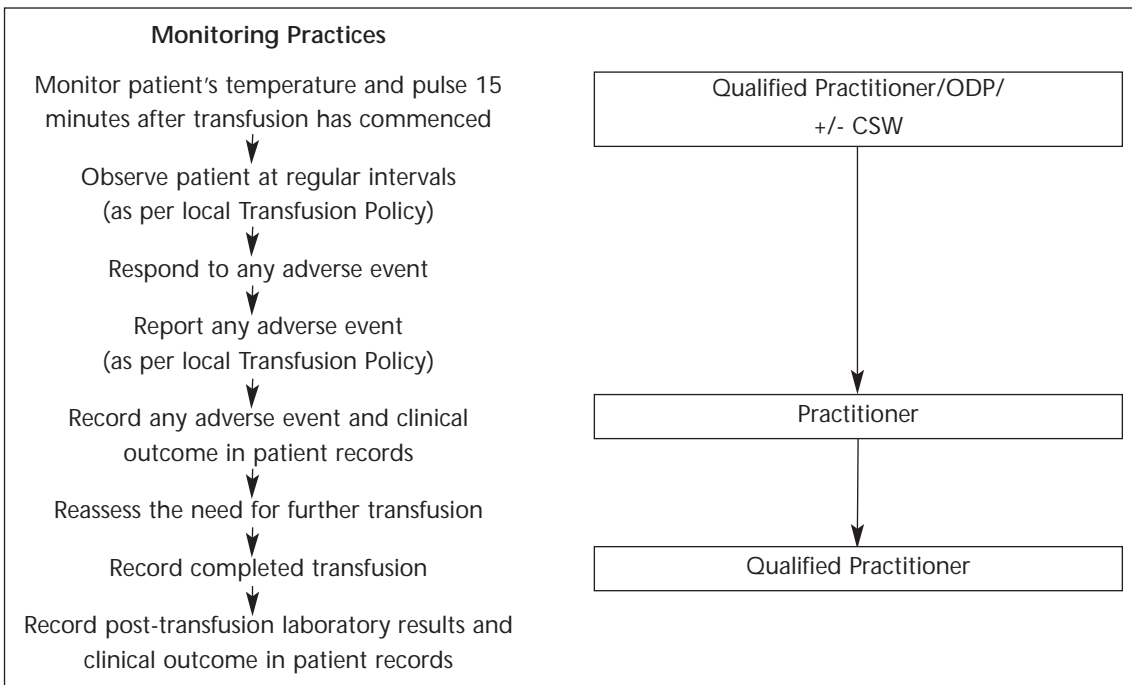 Monitoring Practices
Monitor patient's temperature and pulse 15
minutes after transfusion has commenced
Observe patient at regular intervals
(as per local Transfusion Policy)
Respond to any adverse event
Report any adverse event
(as per local Transfusion Policy)
Record any adverse event and clinical
outcome in patient records
Reassess the need for further transfusion
Record completed transfusion
Record post-transfusion laboratory results and
clinical outcome in patient records
Qualified Practitioner/ODP/
+/- CSW
Practitioner
Qualified Practitioner